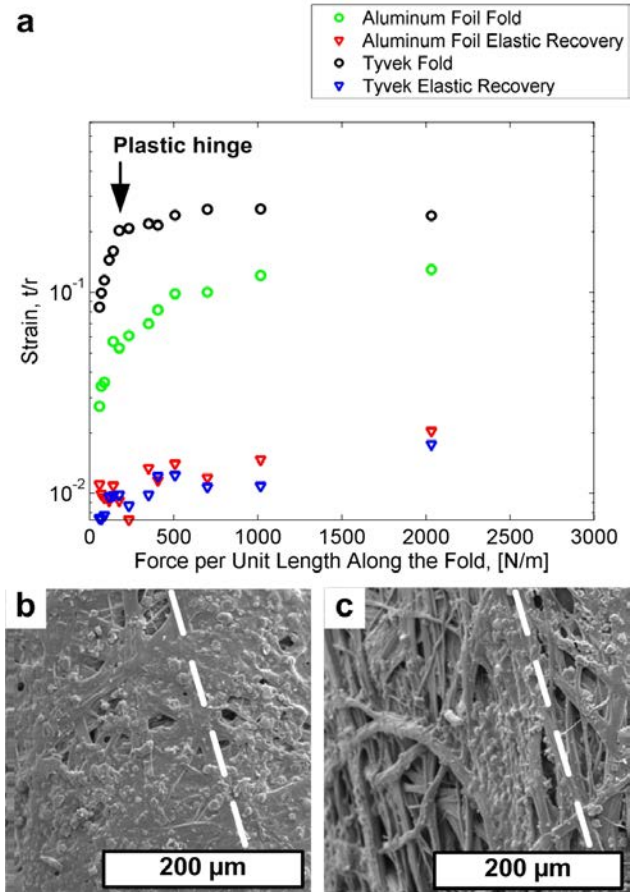 a
Aluminum Foil Fold
Aluminum Foil Elastic Recovery
Tyvek Fold
Tyvek Elastic Recovery
Plastic hinge
Strain, t/r
10⁻¹
10⁻²
0 500 1000 1500 2000 2500 3000
Force per Unit Length Along the Fold, [N/m]
b c
200 µm 200 µm